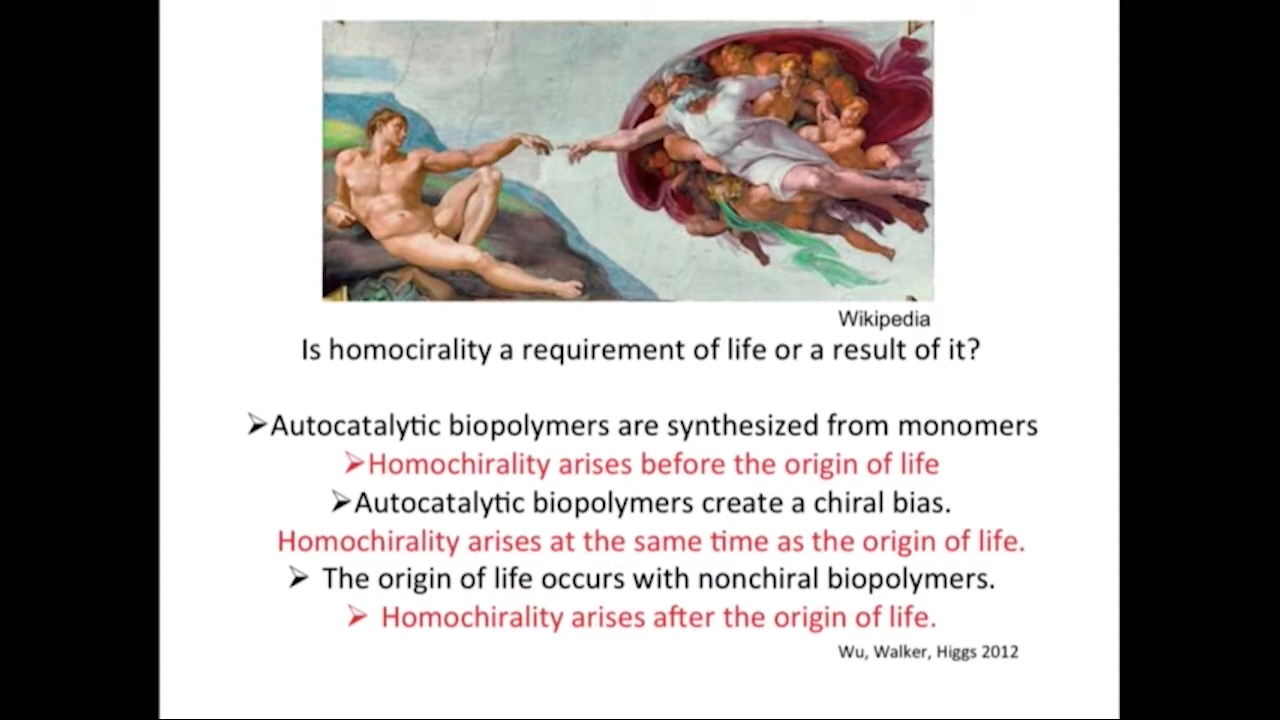 Wikipedia
Is homocirality a requirement of life or a result of it?
➢Autocatalytic biopolymers are synthesized from monomers
➢Homochirality arises before the origin of life
➢Autocatalytic biopolymers create a chiral bias.
Homochirality arises at the same time as the origin of life.
➢ The origin of life occurs with nonchiral biopolymers.
➢ Homochirality arises after the origin of life.
Wu, Walker, Higgs 2012